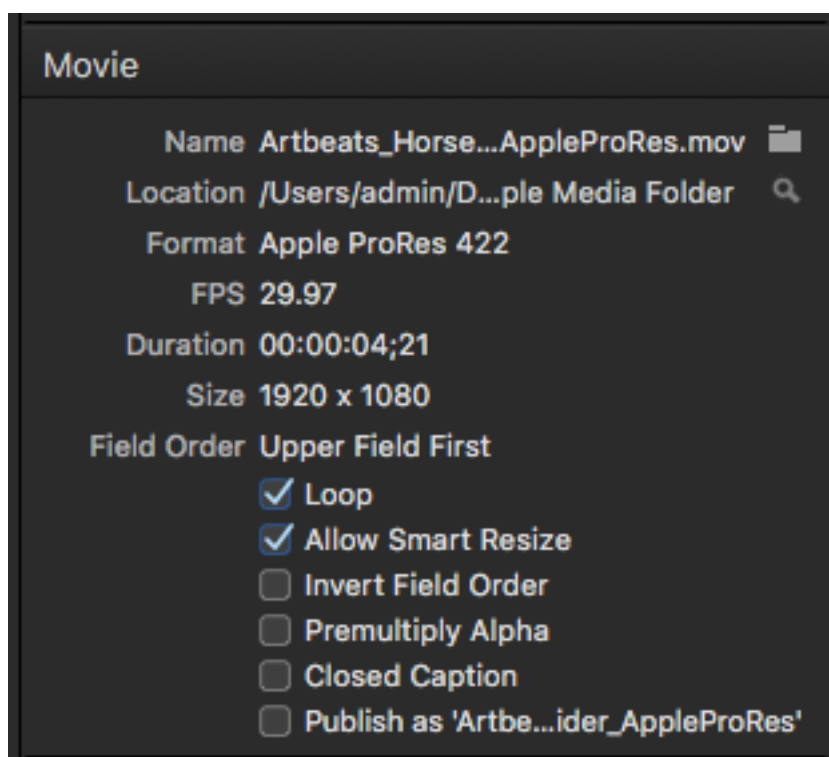 Movie
Name Artbeats_Horse...AppleProRes.mov
Location /Users/admin/D...ple Media Folder
Format Apple ProRes 422
FPS 29.97
Duration 00:00:04;21
Size 1920 x 1080
Field Order Upper Field First
Loop
Allow Smart Resize
Invert Field Order
Premultiply Alpha
Closed Caption
Publish as 'Artbe...ider_AppleProRes'